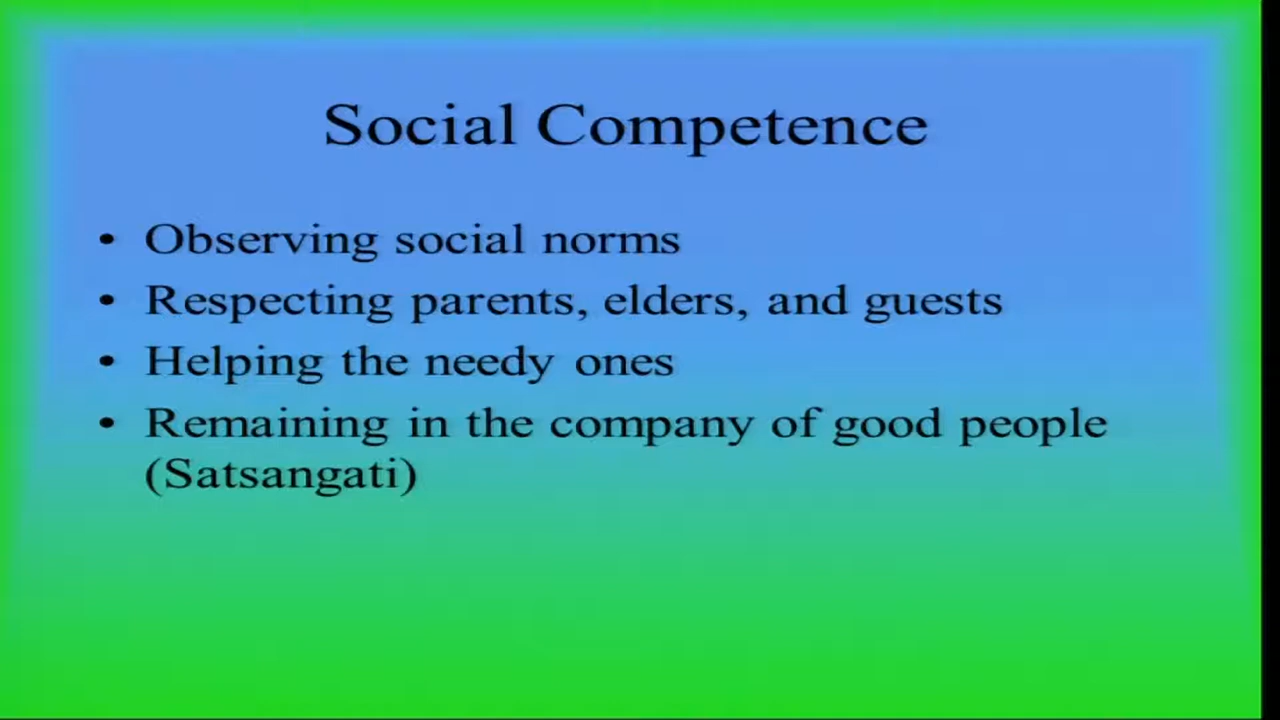 Social Competence
• Observing social norms
• Respecting parents, elders, and guests
• Helping the needy ones
• Remaining in the company of good people
(Satsangati)